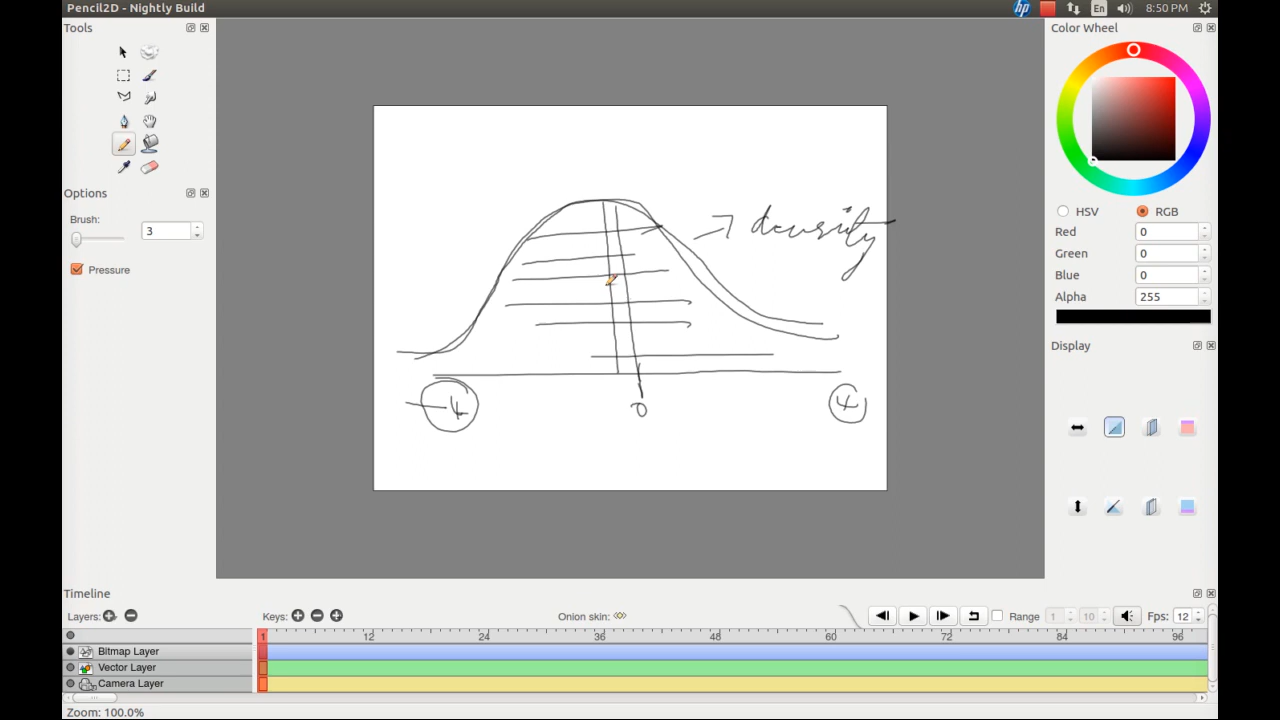 Pencil2D - Nightly Build
hp
En
8:50 PM
Tools
Options
Brush:
3
Pressure
density
-4
0
4
Color Wheel
HSV
RGB
Red
0
Green
0
Blue
0
Alpha
255
Display
Timeline
Layers:
Keys:
Onion skin:
Range
1
10
Fps:
12
1
12
24
36
48
60
72
84
96
Bitmap Layer
Vector Layer
Camera Layer
Zoom: 100.0%